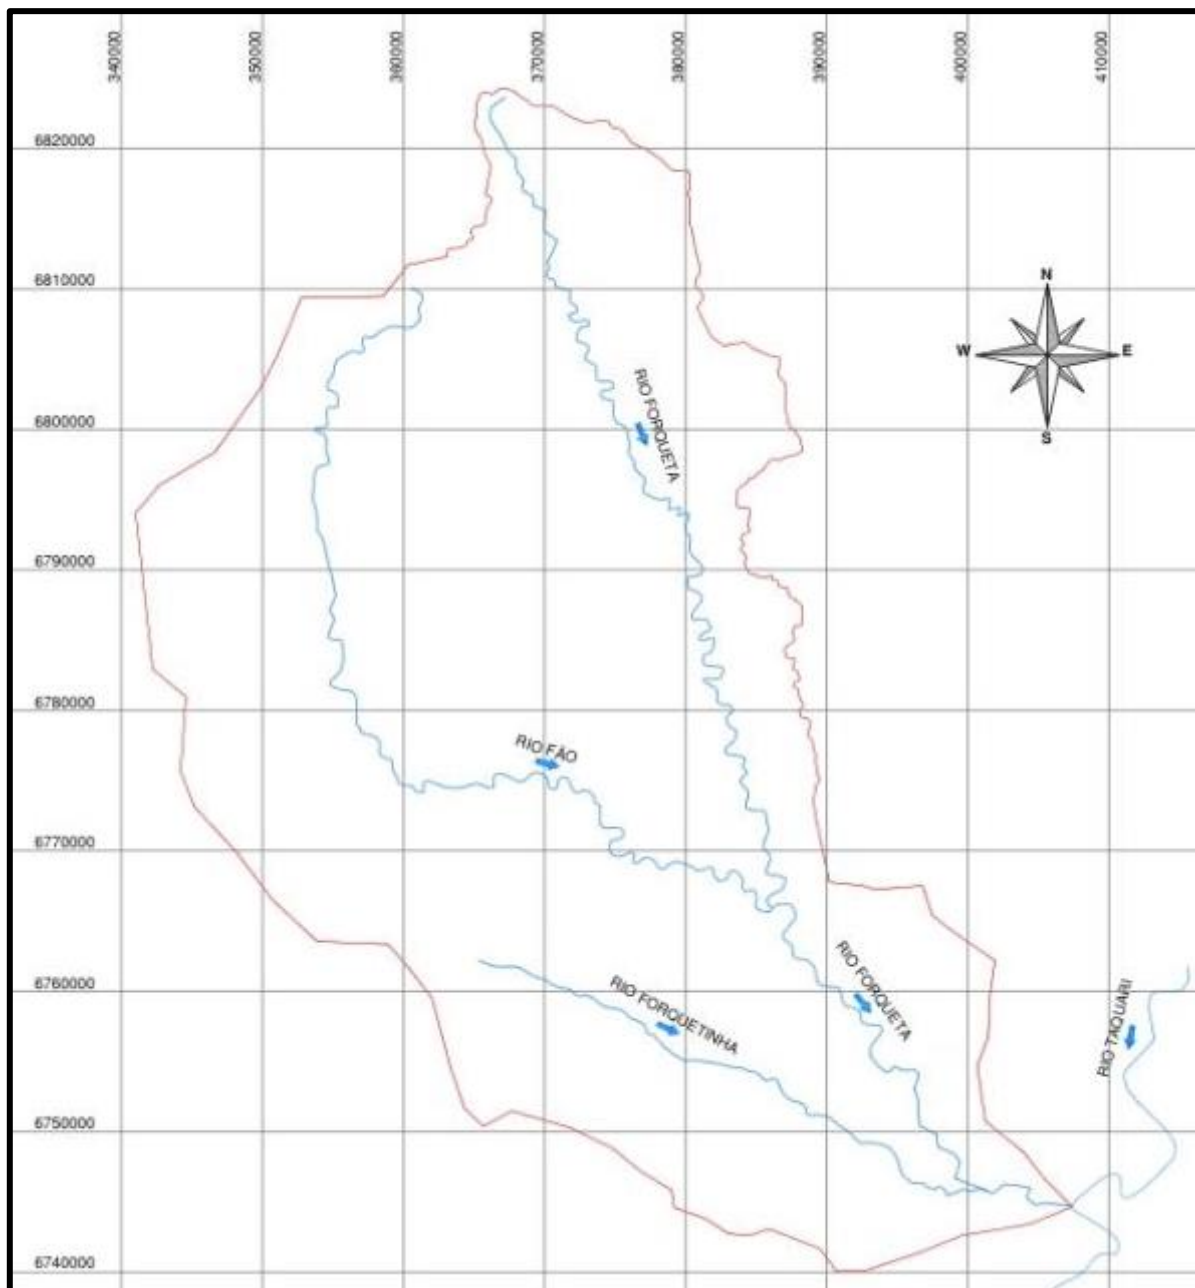 340000
350000
360000
370000
380000
390000
400000
410000
6820000
6810000
N
W
E
S
RIO FORQUETA
6800000
6790000
6780000
RIO FÃO
6770000
RIO FORQUETA
6760000
RIO FORQUETINHA
RIO TAQUARI
6750000
6740000